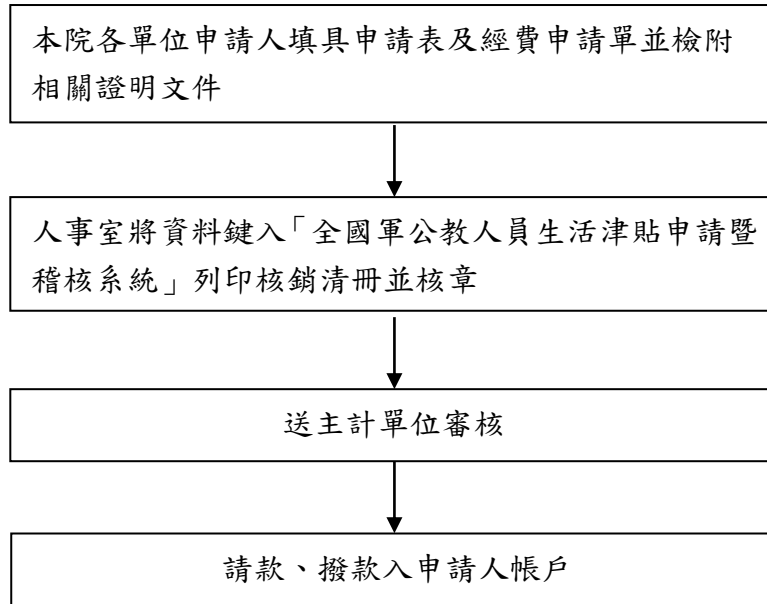 本院各單位申請人填具申請表及經費申請單並檢附
相關證明文件
人事室將資料鍵入「全國軍公教人員生活津貼申請暨
稽核系統」列印核銷清冊並核章
送主計單位審核
請款、撥款入申請人帳戶